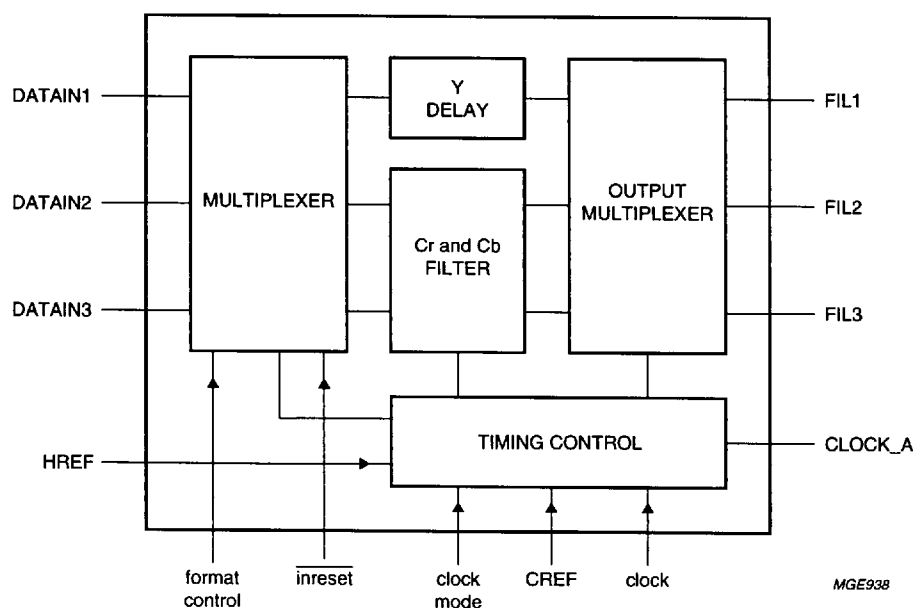 DATAIN1
DATAIN2
DATAIN3
HREF
MULTIPLEXER
Y
DELAY
Cr and Cb
FILTER
OUTPUT
MULTIPLEXER
TIMING CONTROL
FIL1
FIL2
FIL3
CLOCK_A
format
control
inreset
clock
mode
CREF
clock
MGE938